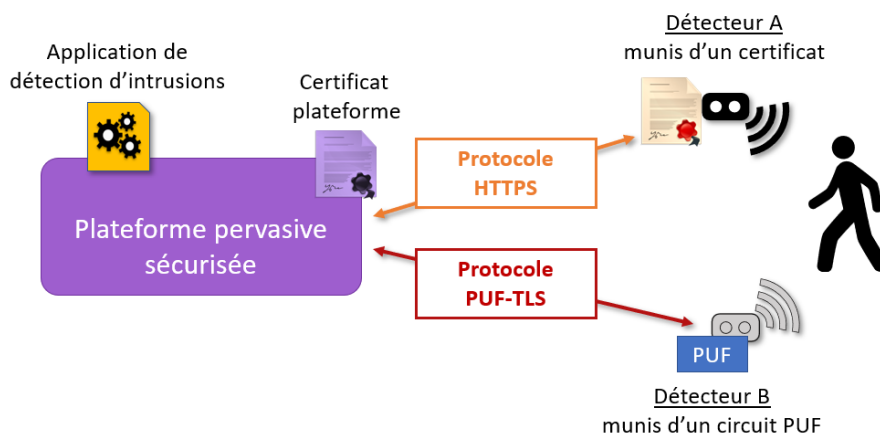 Application de
détection d'intrusions
Certificat
plateforme
Plateforme pervasive
sécurisée
Protocole
HTTPS
Protocole
PUF-TLS
Détecteur A
munis d'un certificat
PUF
Détecteur B
munis d'un circuit PUF